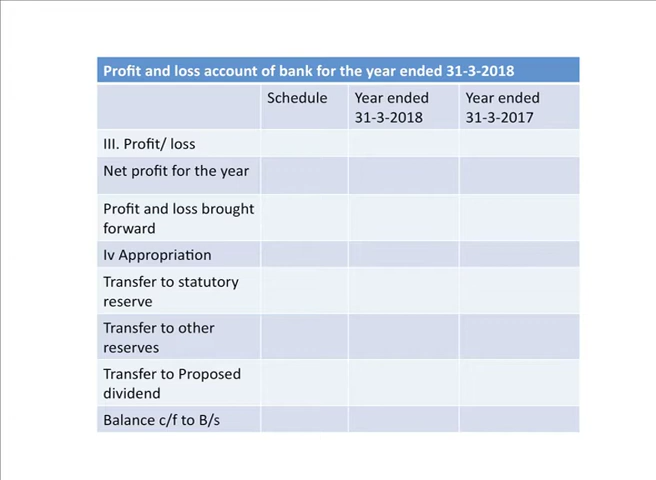 Profit and loss account of bank for the year ended 31-3-2018
Schedule
Year ended
31-3-2018
Year ended
31-3-2017
III. Profit/ loss
Net profit for the year
Profit and loss brought
forward
Iv Appropriation
Transfer to statutory
reserve
Transfer to other
reserves
Transfer to Proposed
dividend
Balance c/f to B/s